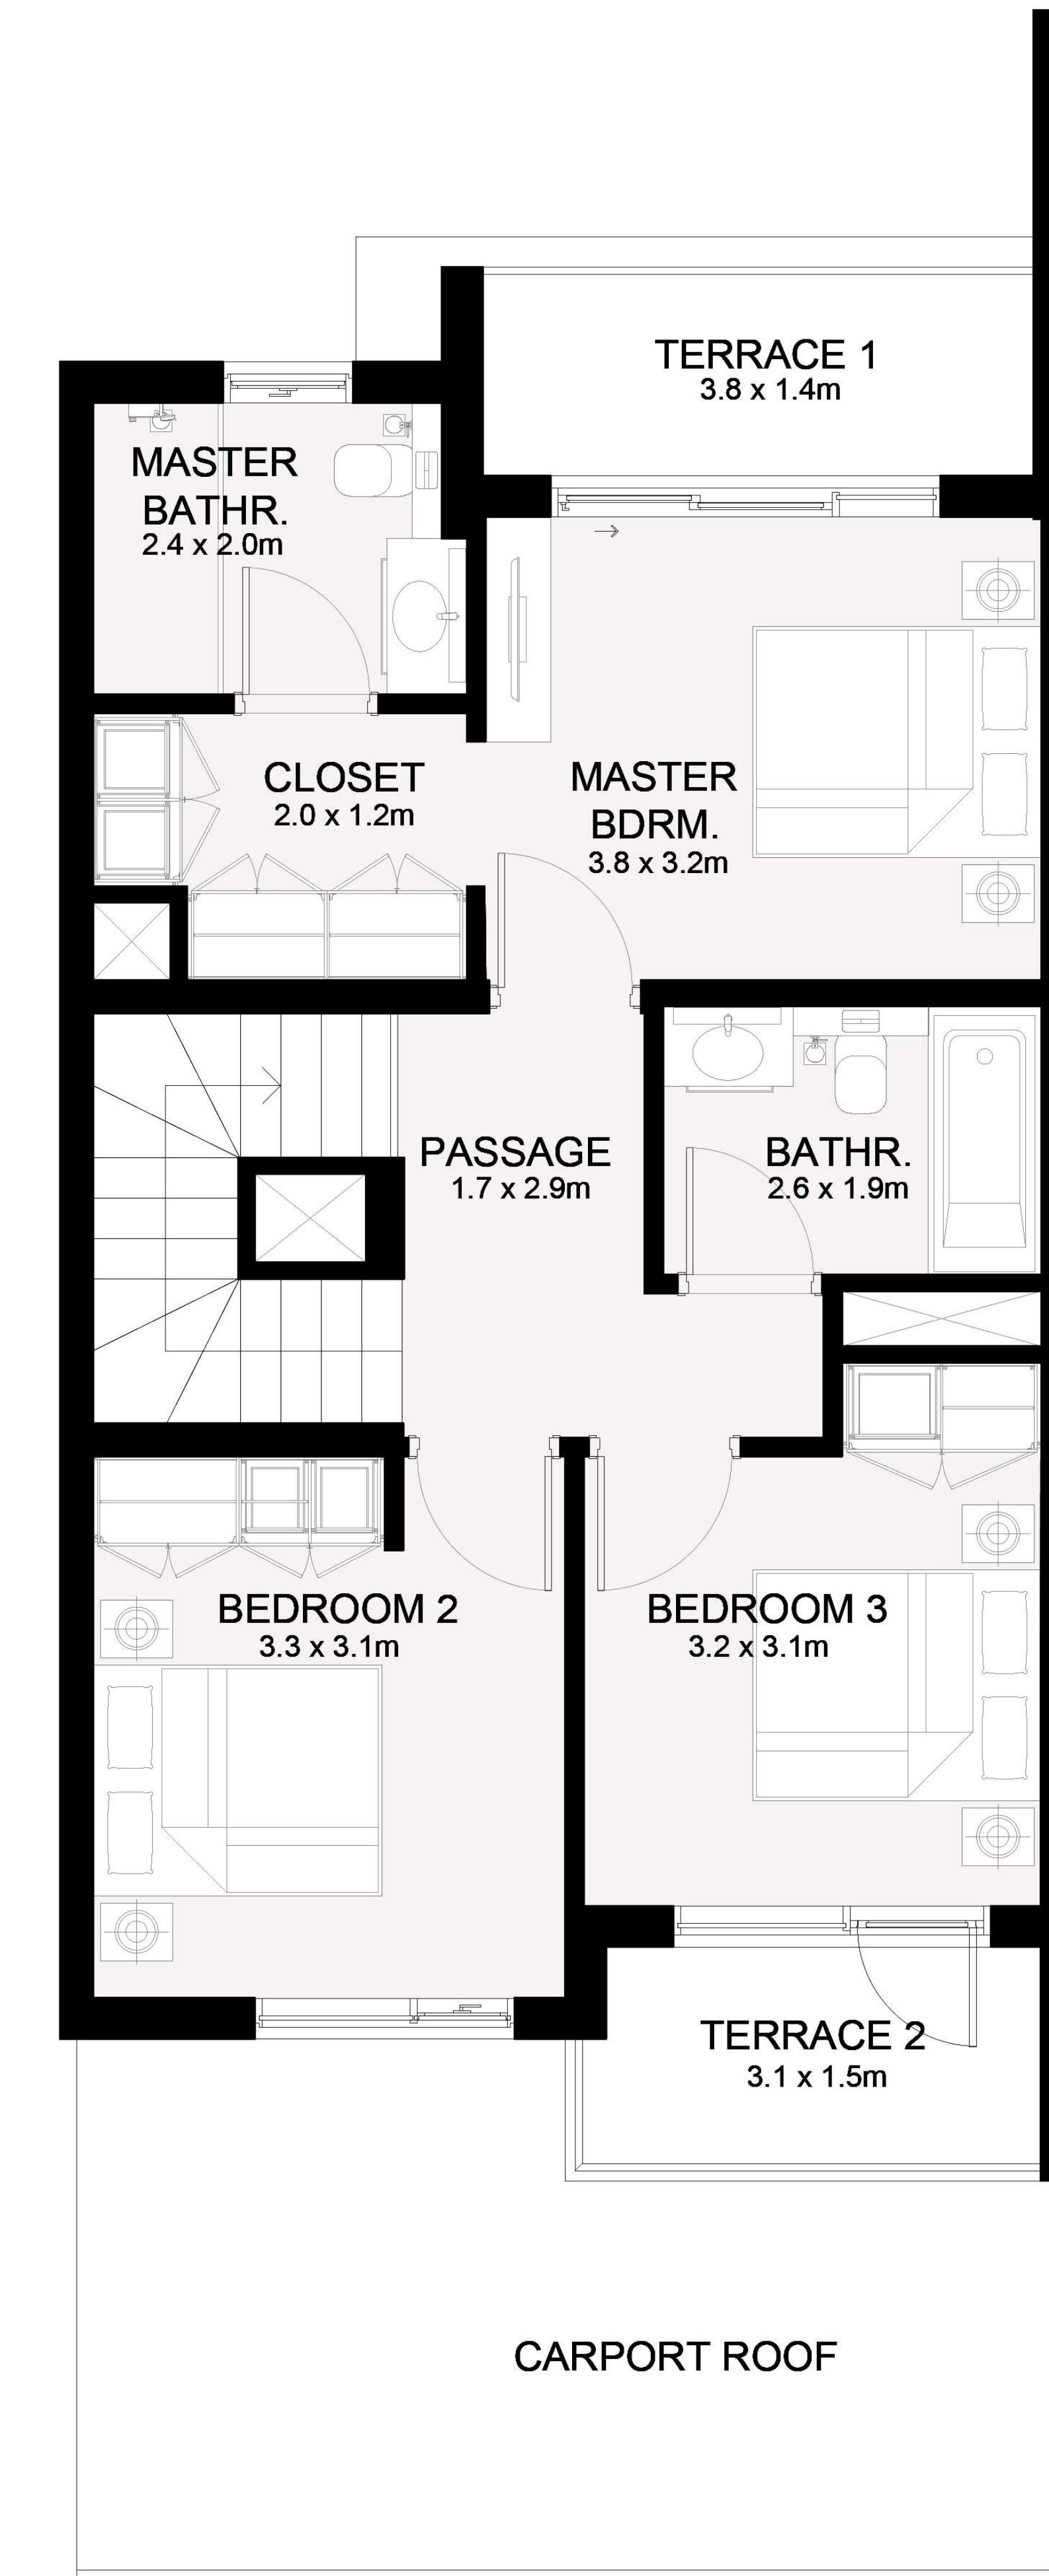 TERRACE 1
3.8 x 1.4m
MASTER
BATHR.
2.4 x 2.0m
CLOSET
2.0 x 1.2m
MASTER
BDRM.
3.8 x 3.2m
PASSAGE
1.7 x 2.9m
BATHR.
2.6 x 1.9m
BEDROOM 2
3.3 x 3.1m
BEDROOM 3
3.2 x 3.1m
TERRACE 2
3.1 x 1.5m
CARPORT ROOF